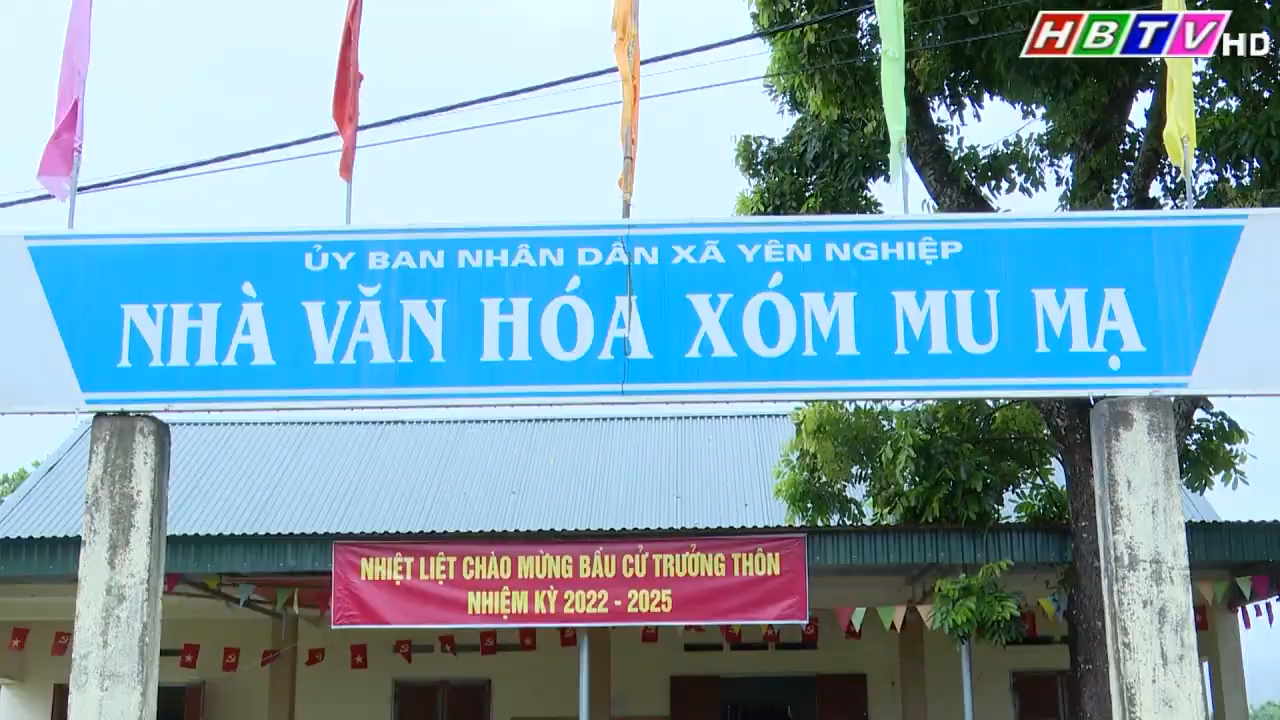 HBTV HD
ỦY BAN NHÂN DÂN XÃ YÊN NGHIỆP
NHÀ VĂN HÓA XÓM MU MẠ
NHIỆT LIỆT CHÀO MỪNG BẦU CỬ TRƯỞNG THÔN
NHIỆM KỲ 2022 - 2025